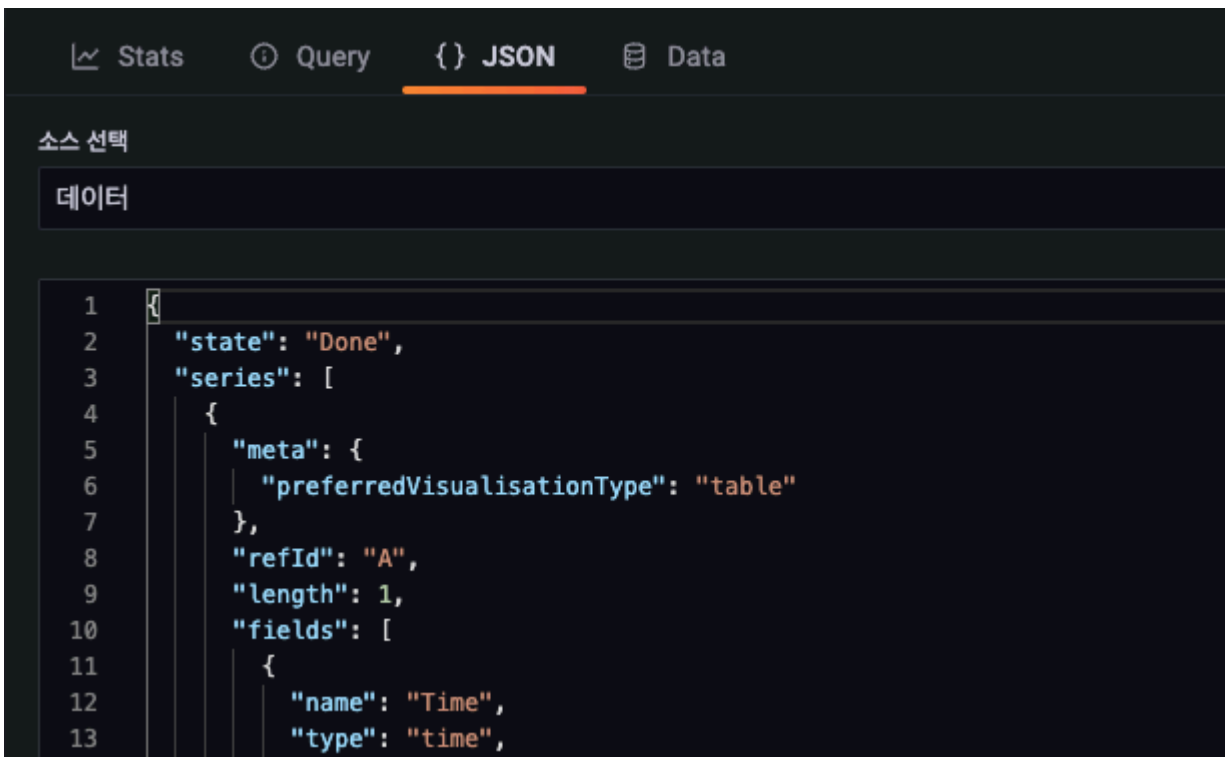 Stats Query {} JSON Data
소스 선택
데이터
1 {
2 "state": "Done",
3 "series": [
4 {
5 "meta": {
6 "preferredVisualisationType": "table"
7 },
8 "refId": "A",
9 "length": 1,
10 "fields": [
11 {
12 "name": "Time",
13 "type": "time",